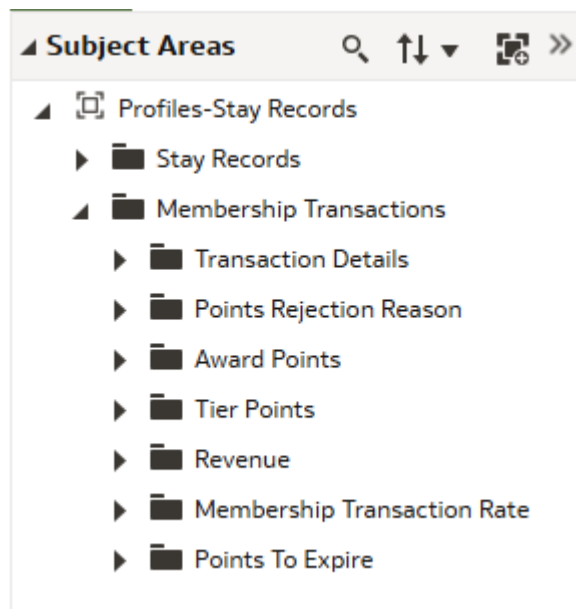 Subject Areas
Profiles-Stay Records
Stay Records
Membership Transactions
Transaction Details
Points Rejection Reason
Award Points
Tier Points
Revenue
Membership Transaction Rate
Points To Expire